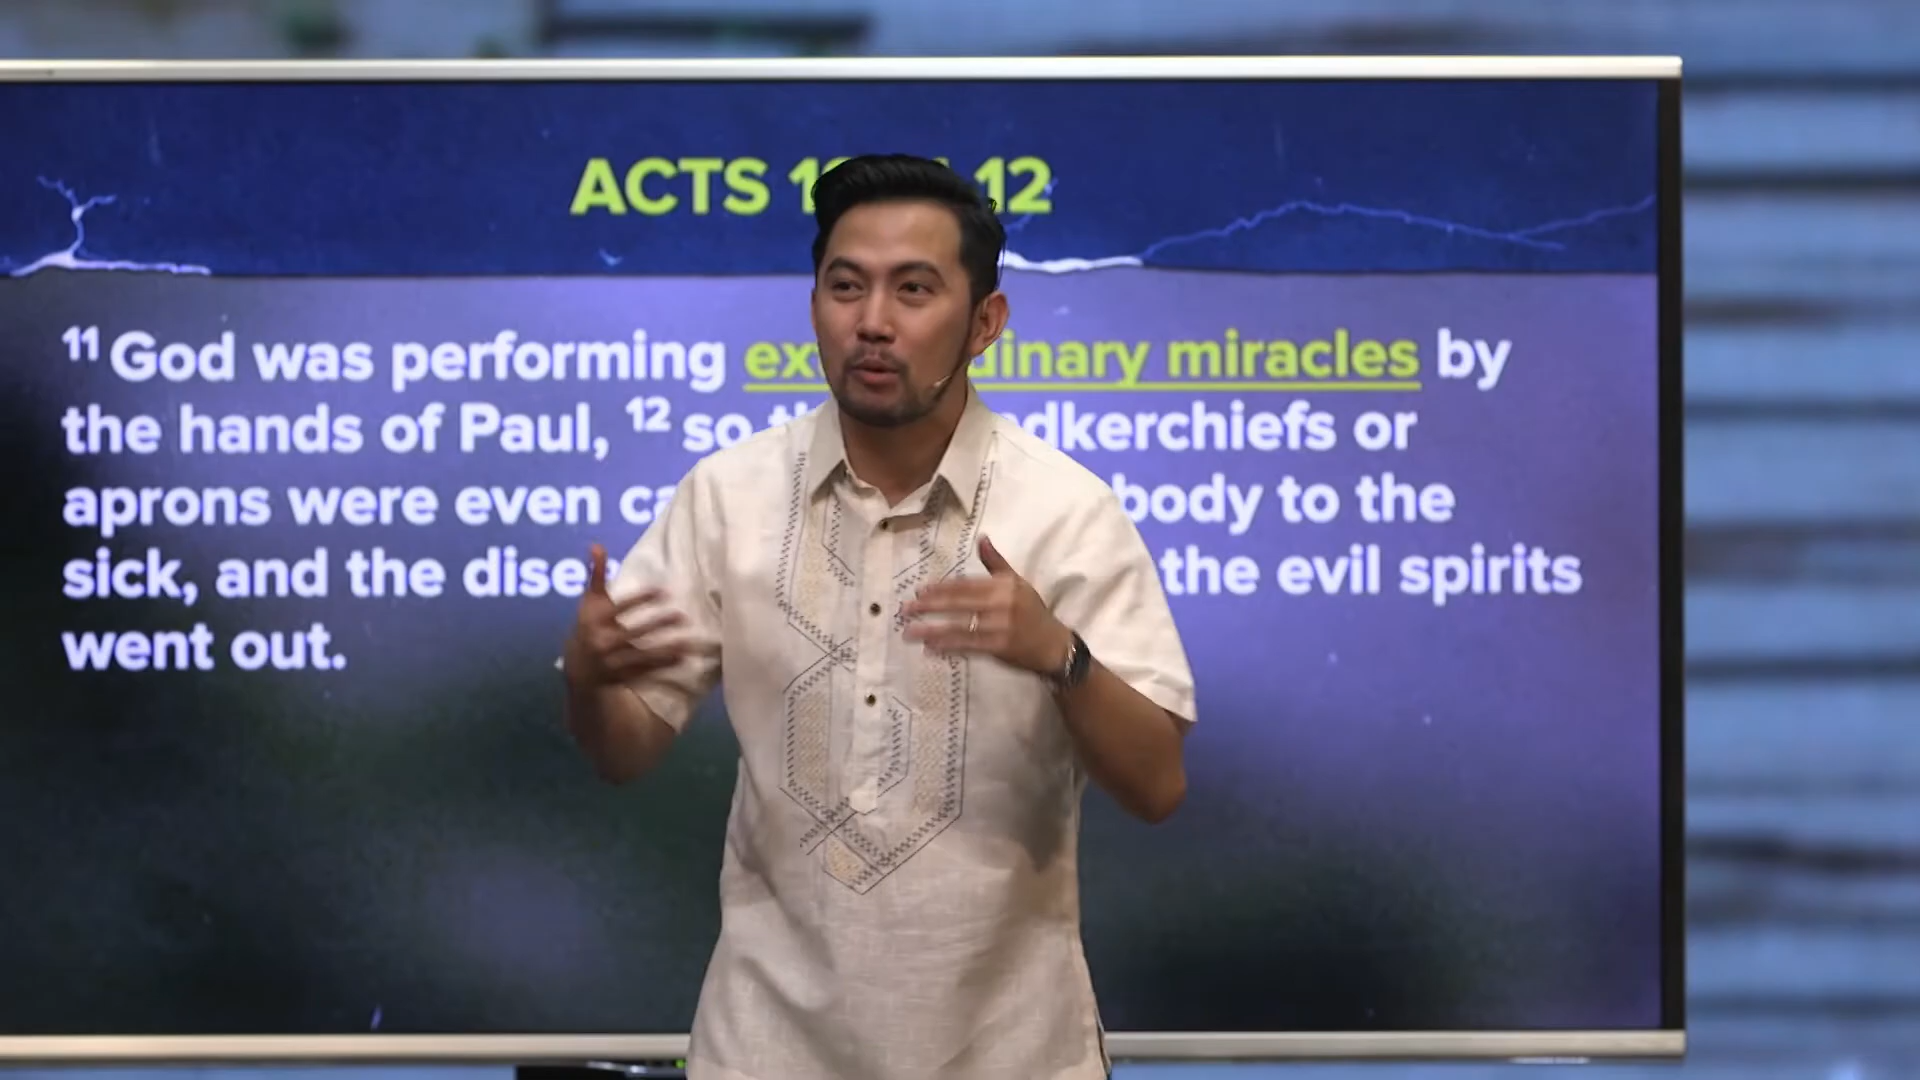 ACTS 12
11 God was performing miracles by
the hands of Paul, 12 so or
aprons were even body to the
sick, and the the evil spirits
went out.